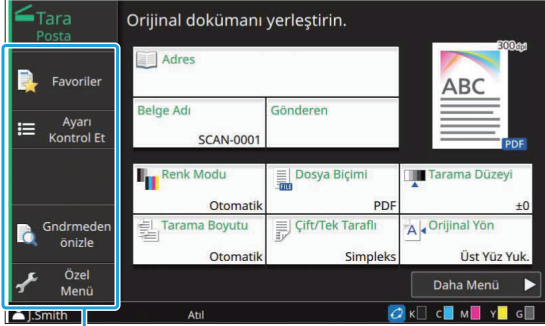 Tara
Posta
Orijinal dokümanı yerleştirin.
Favoriler
Ayarı
Kontrol Et
Gndrmeden
önizle
Özel
Menü
Adres
Belge Adı
SCAN-0001
Gönderen
300dpi
ABC
PDF
Renk Modu
Otomatik
Dosya Biçimi
FILE
PDF
Tarama Düzeyi
±0
Tarama Boyutu
Otomatik
Çift/Tek Taraflı
Simpleks
A
Orijinal Yön
Üst Yüz Yuk.
Daha Menü
J.Smith
Atıl
K
C
M
Y
G